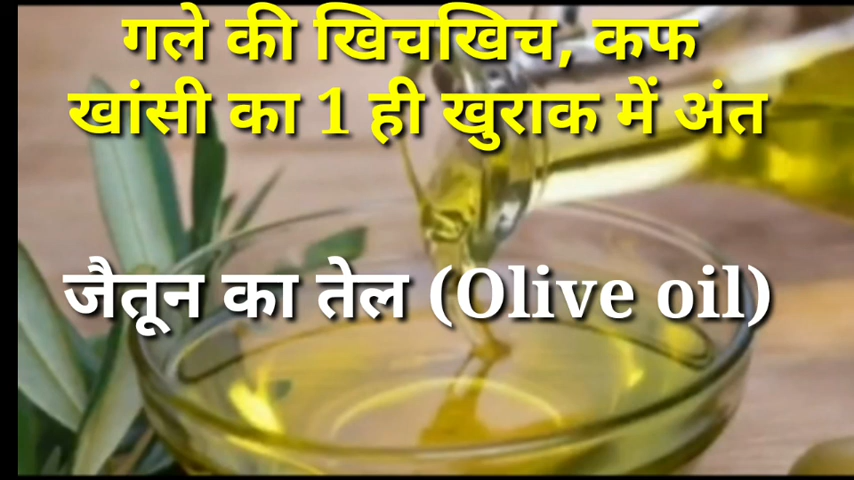 गले की खिचखिच, कफ
खांसी का 1 ही खुराक में अंत
जैतून का तेल (Olive oil)